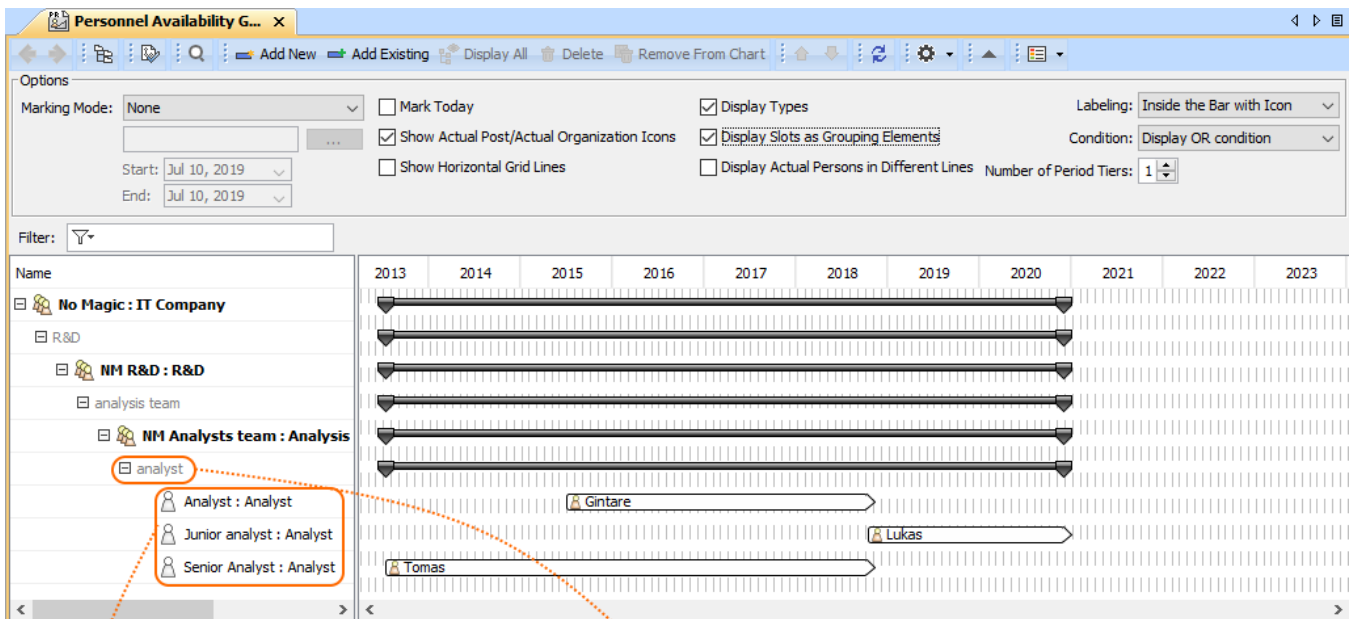 Personnel Availability G... X
Add New Add Existing Display All Delete Remove From Chart
Options
Marking Mode: None
Mark Today
Display Types
Labeling: Inside the Bar with Icon
...
Show Actual Post/Actual Organization Icons
Display Slots as Grouping Elements
Condition: Display OR condition
Start: Jul 10, 2019
Show Horizontal Grid Lines
Display Actual Persons in Different Lines
Number of Period Tiers: 1
End: Jul 10, 2019
Filter:
Name
2013 2014 2015 2016 2017 2018 2019 2020 2021 2022 2023
No Magic : IT Company
R&D
NM R&D : R&D
analysis team
NM Analysts team : Analysis
analyst
Analyst : Analyst
Gintare
Junior analyst : Analyst
Lukas
Senior Analyst : Analyst
Tomas